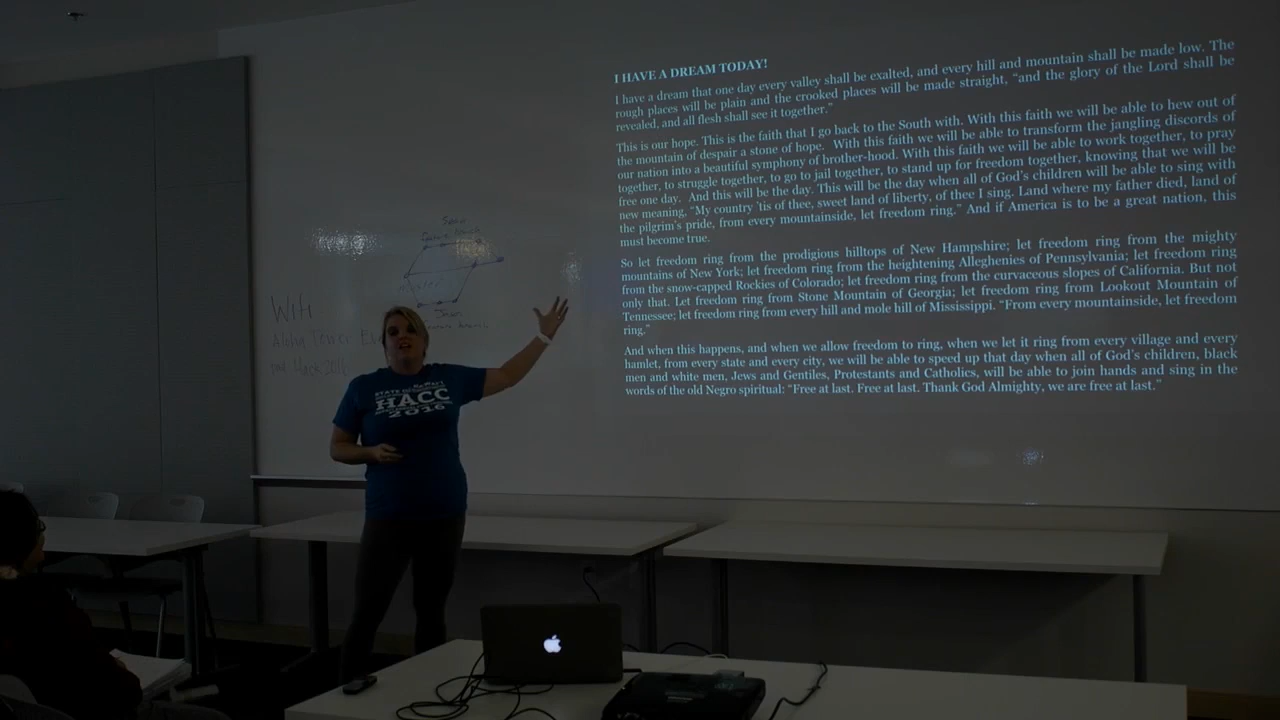 I HAVE A DREAM TODAY!
I have a dream that one day every valley shall be exalted, and every hill and mountain shall be made low. The
rough places will be plain and the crooked places will be made straight, “and the glory of the Lord shall be
revealed, and all flesh shall see it together.”
This is our hope. This is the faith that I go back to the South with. With this faith we will be able to hew out of
the mountain of despair a stone of hope. With this faith we will be able to transform the jangling discords of
our nation into a beautiful symphony of brother-hood. With this faith we will be able to work together, to pray
together, to struggle together, to go to jail together, to stand up for freedom together, knowing that we will be
free one day. And this will be the day. This will be the day when all of God’s children will be able to sing with
new meaning, “My country ’tis of thee, sweet land of liberty, of thee I sing. Land where my father died, land of
the pilgrim’s pride, from every mountainside, let freedom ring.” And if America is to be a great nation, this
must become true.
So let freedom ring from the prodigious hilltops of New Hampshire; let freedom ring from the mighty
mountains of New York; let freedom ring from the heightening Alleghenies of Pennsylvania; let freedom ring
from the snow-capped Rockies of Colorado; let freedom ring from the curvaceous slopes of California. But not
only that. Let freedom ring from Stone Mountain of Georgia; let freedom ring from Lookout Mountain of
Tennessee; let freedom ring from every hill and mole hill of Mississippi. “From every mountainside, let freedom
ring.”
And when this happens, and when we allow freedom to ring, when we let it ring from every village and every
hamlet, from every state and every city, we will be able to speed up that day when all of God’s children, black
men and white men, Jews and Gentiles, Protestants and Catholics, will be able to join hands and sing in the
words of the old Negro spiritual: “Free at last. Free at last. Thank God Almighty, we are free at last.”
Wifi
Aloha Tower
HACC
2016